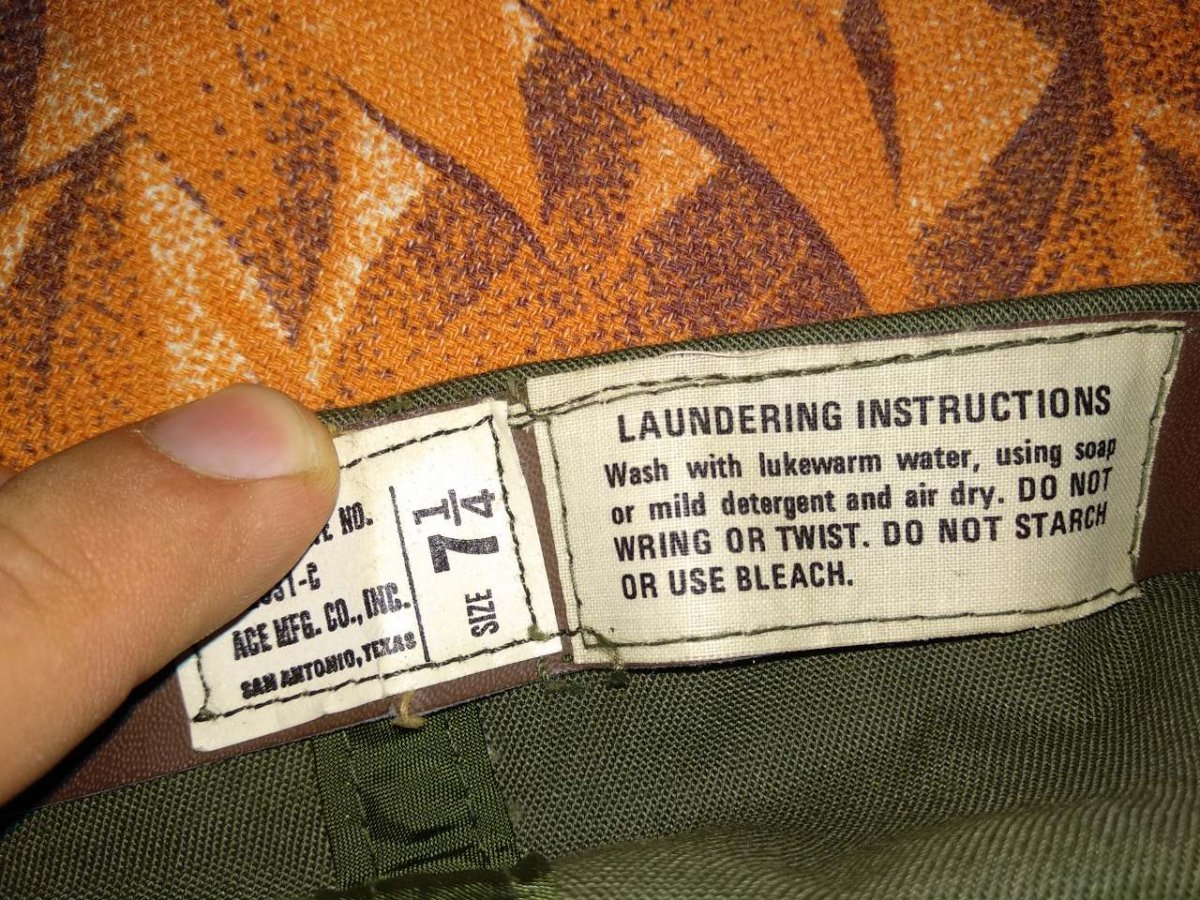 NO.
-C
ACE MFG. CO., INC.
SAN ANTONIO, TEXAS
SIZE 7 1/4
LAUNDERING INSTRUCTIONS
Wash with lukewarm water, using soap
or mild detergent and air dry. DO NOT
WRING OR TWIST. DO NOT STARCH
OR USE BLEACH.